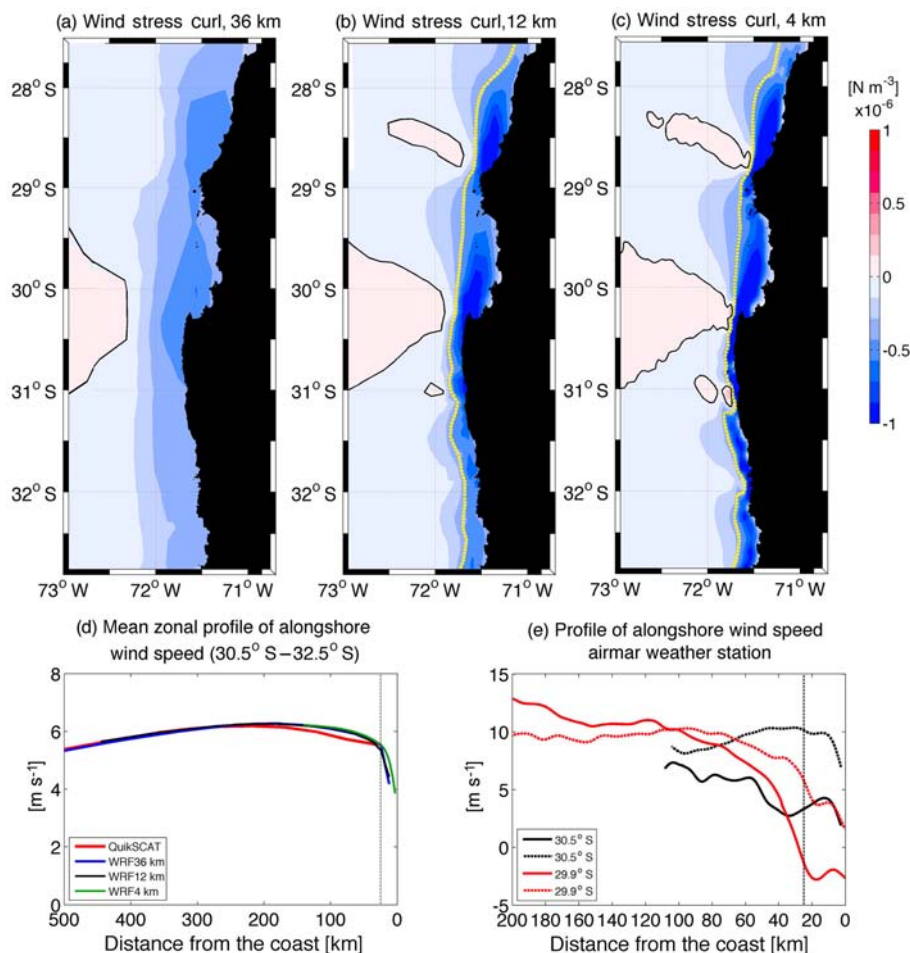 (a) Wind stress curl, 36 km
(b) Wind stress curl,12 km
(c) Wind stress curl, 4 km
28° S
29° S
30° S
31° S
32° S
73° W
72° W
71° W
28° S
29° S
30° S
31° S
32° S
73° W
72° W
71° W
28° S
29° S
30° S
31° S
32° S
73° W
72° W
71° W
[N m-3]
x10-6
1
0.5
0
-0.5
-1
(d) Mean zonal profile of alongshore
wind speed (30.5° S–32.5° S)
8
6
4
2
0
[m s-1]
QuikSCAT
WRF36 km
WRF12 km
WRF4 km
500 400 300 200 100 0
Distance from the coast [km]
(e) Profile of alongshore wind speed
airmar weather station
15
10
5
0
-5
[m s-1]
30.5° S
30.5° S
29.9° S
29.9° S
200 180 160 140 120 100 80 60 40 20 0
Distance from the coast [km]